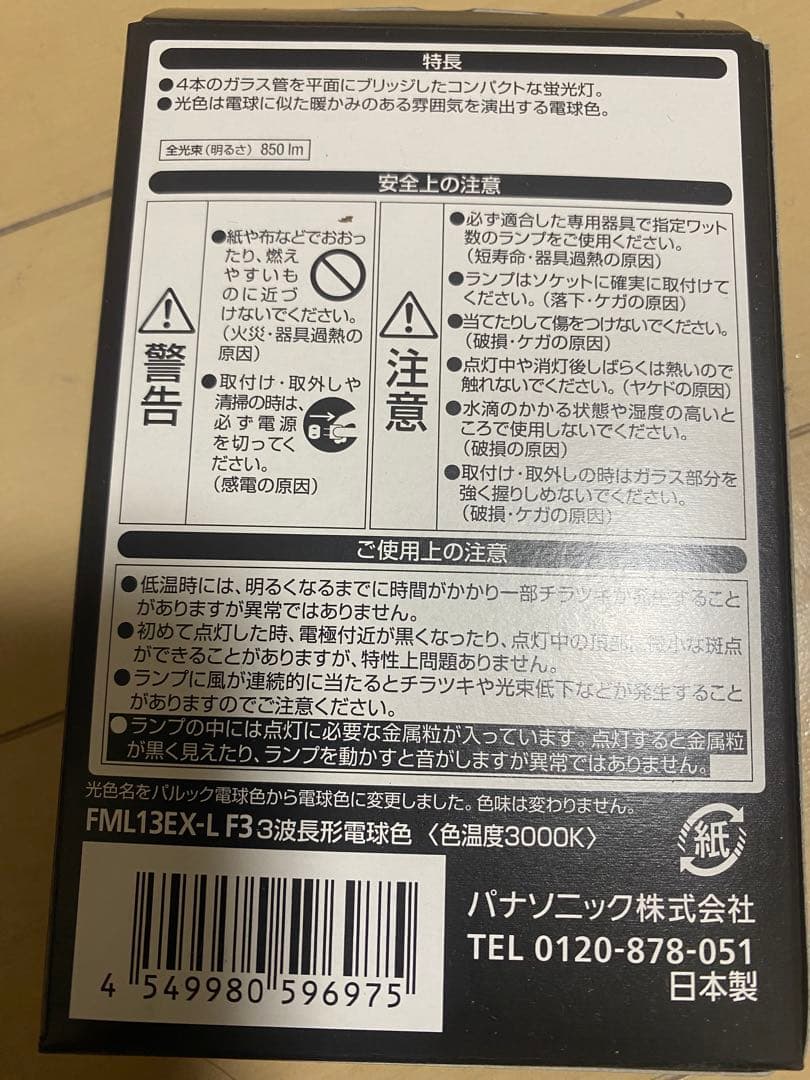 特長
●4本のガラス管を平面にブリッジしたコンパクトな蛍光灯。
●光色は電球に似た暖かみのある雰囲気を演出する電球色。
全光束(明るさ) 850 lm
安全上の注意
警告
●紙や布などでおおっ
たり、燃え
やすいも
のに近づ
けないでください。
(火災・器具過熱の
原因)
●取付け・取外しや
清掃の時は、
必ず電源
を切ってく
ださい。
(感電の原因)
注意
●必ず適合した専用器具で指定ワット
数のランプをご使用ください。
(短寿命・器具過熱の原因)
●ランプはソケットに確実に取付けて
ください。(落下・ケガの原因)
●当てたりして傷をつけないでください。
(破損・ケガの原因)
●点灯中や消灯後しばらくは熱いので
触れないでください。(ヤケドの原因)
●水滴のかかる状態や湿度の高いと
ころで使用しないでください。
(破損の原因)
●取付け・取外しの時はガラス部分を
強く握りしめないでください。
(破損・ケガの原因)
ご使用上の注意
●低温時には、明るくなるまでに時間がかかり一部チラツキが発生すること
がありますが異常ではありません。
●初めて点灯した時、電極付近が黒くなったり、点灯中の頂部に微小な斑点
ができることがありますが、特性上問題ありません。
●ランプに風が連続的に当たるとチラツキや光束低下などが発生すること
がありますのでご注意ください。
●ランプの中には点灯に必要な金属粒が入っています。点灯すると金属粒
が黒く見えたり、ランプを動かすと音がしますが異常ではありません。
光色名をパルック電球色から電球色に変更しました。色味は変わりません。
FML13EX-L F3 3波長形電球色 〈色温度3000K〉
紙
4 549980 596975
パナソニック株式会社
TEL 0120-878-051
日本製